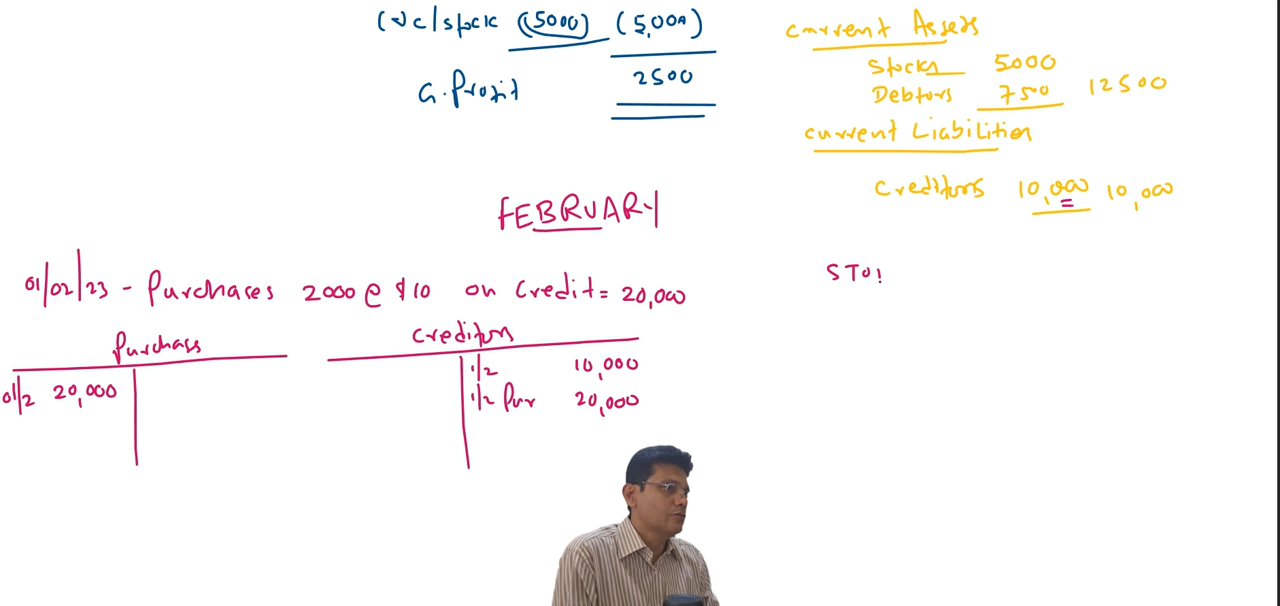 (-) c/stock (5000) (5,000)
G. Profit 2500
Current Assets
Stocks 5000
Debtors 7500 12500
Current Liabilities
Creditors 10,000 10,000
FEBRUARY
01/02/23 - Purchases 2000 @ $10 on Credit = 20,000
STO
Purchases
01/2 20,000
Creditors
1/2 10,000
1/2 Pur 20,000